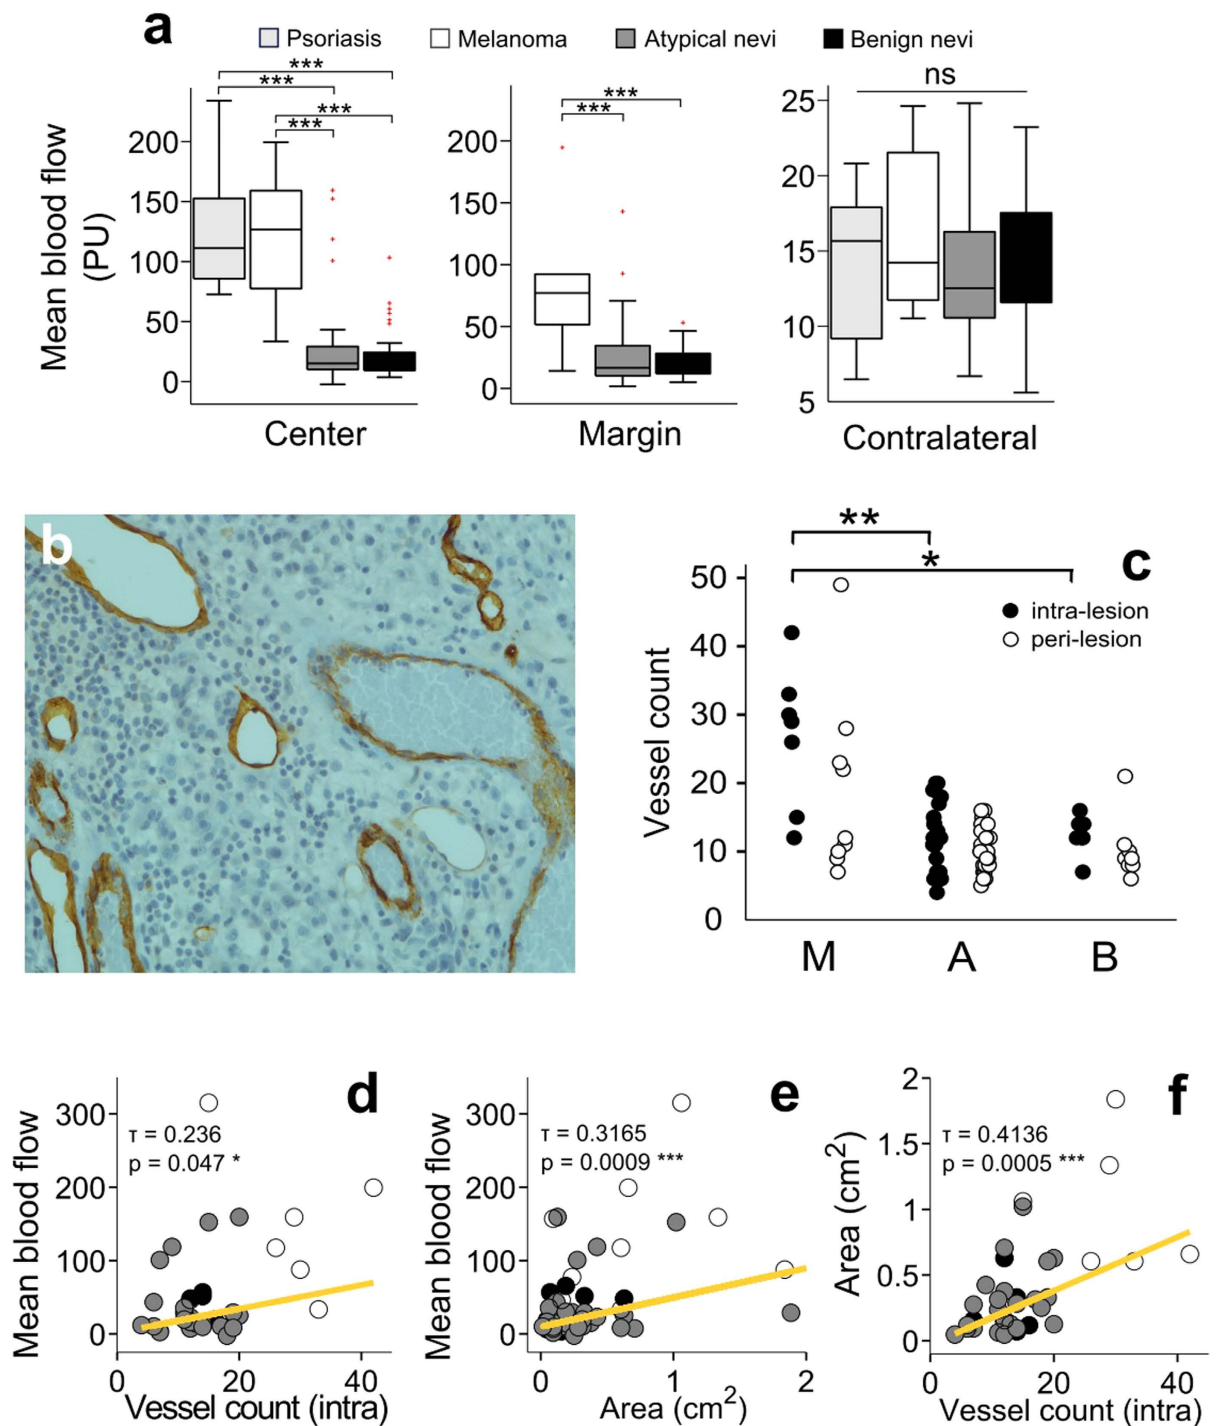 a
Psoriasis Melanoma Atypical nevi Benign nevi
Mean blood flow
(PU)
200
150
100
50
0
***
***
***
***
Center
200
150
100
50
0
***
***
Margin
25
20
15
10
5
ns
Contralateral
b
c
**
*
intra-lesion
peri-lesion
Vessel count
50
40
30
20
10
0
M A B
d
Mean blood flow
300
200
100
0
τ = 0.236
p = 0.047 *
0 20 40
Vessel count (intra)
e
Mean blood flow
300
200
100
0
τ = 0.3165
p = 0.0009 ***
0 1 2
Area (cm²)
f
Area (cm²)
2
1.5
1
0.5
0
τ = 0.4136
p = 0.0005 ***
0 20 40
Vessel count (intra)